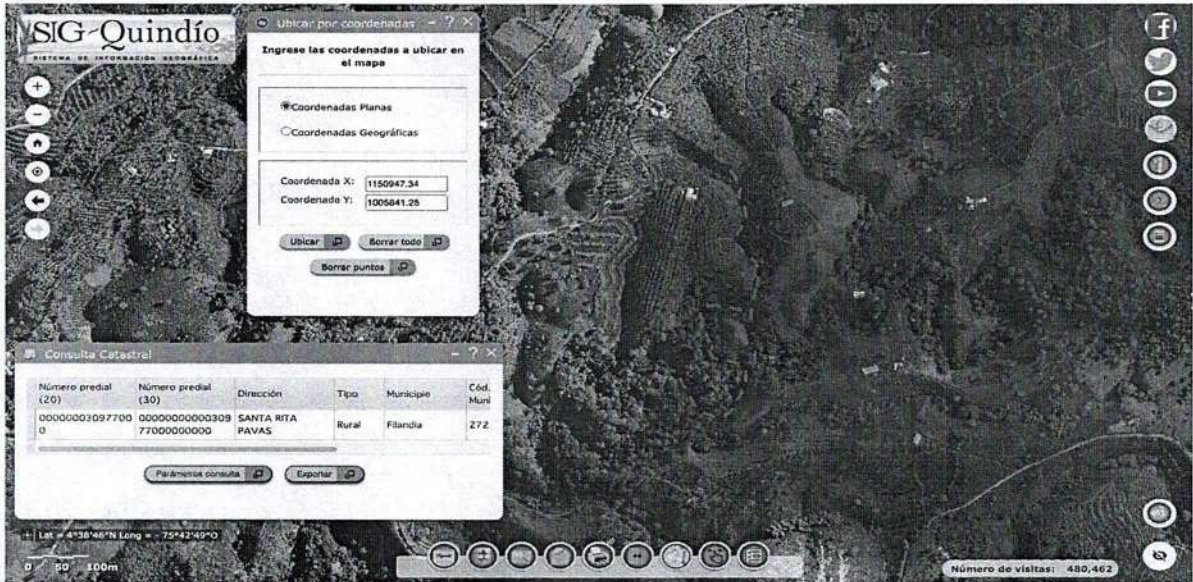 SIG-Quindío
SISTEMA DE INFORMACIÓN GEOGRÁFICA
Ubicar por coordenadas - ? ×
Ingrese las coordenadas a ubicar en
el mapa
Coordenadas Planas
Coordenadas Geográficas
Coordenada X: 1150947.34
Coordenada Y: 1005841.25
Ubicar
Borrar todo
Borrar puntos
Consulta Catastral - ? ×
Número predial (20) Número predial (30) Dirección Tipo Municipio Cód. Muni
00000003097700 00000000000309 SANTA RITA Rural Filandia 272
0 77000000000 PAVAS
Parámetros consulta
Exportar
Lat = 4°38'46"N Long = - 75°42'49"O
0 50 100m
Número de visitas: 480,462